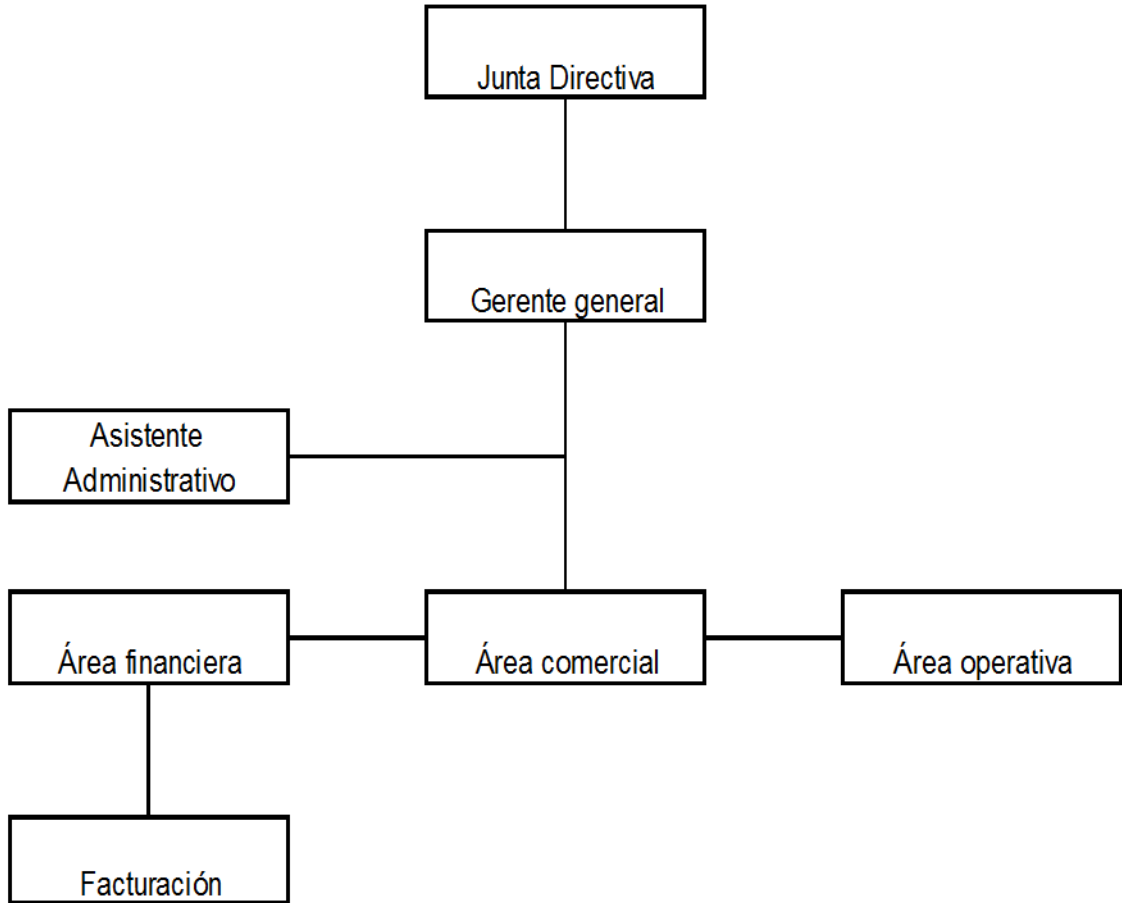 Junta Directiva
Gerente general
Asistente
Administrativo
Área financiera
Área comercial
Área operativa
Facturación